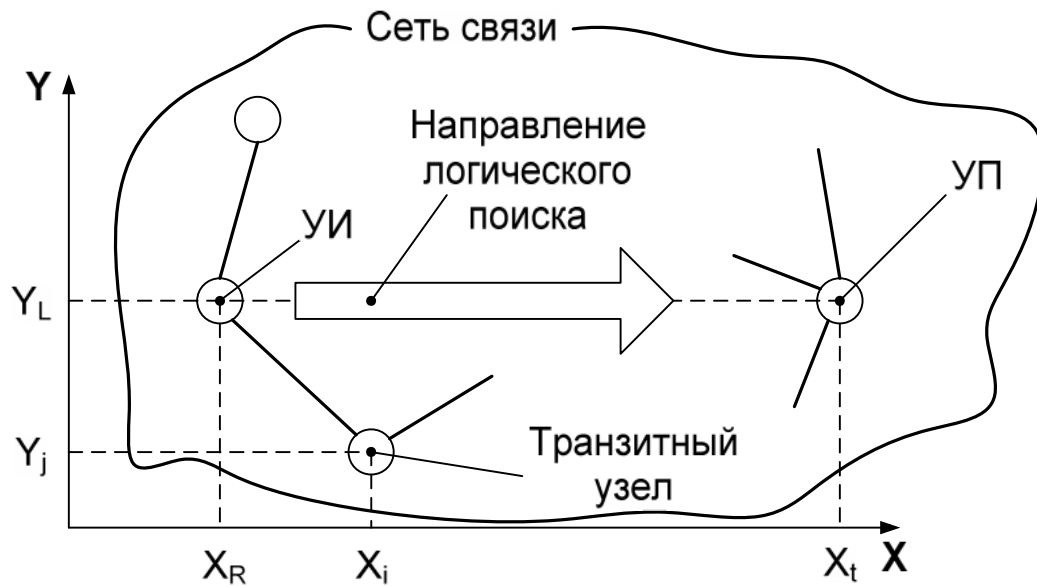 Сеть связи
Y
Направление
логического
поиска
УП
УИ
Y_L
Y_j
Транзитный
узел
X_R
X_i
X_t
X